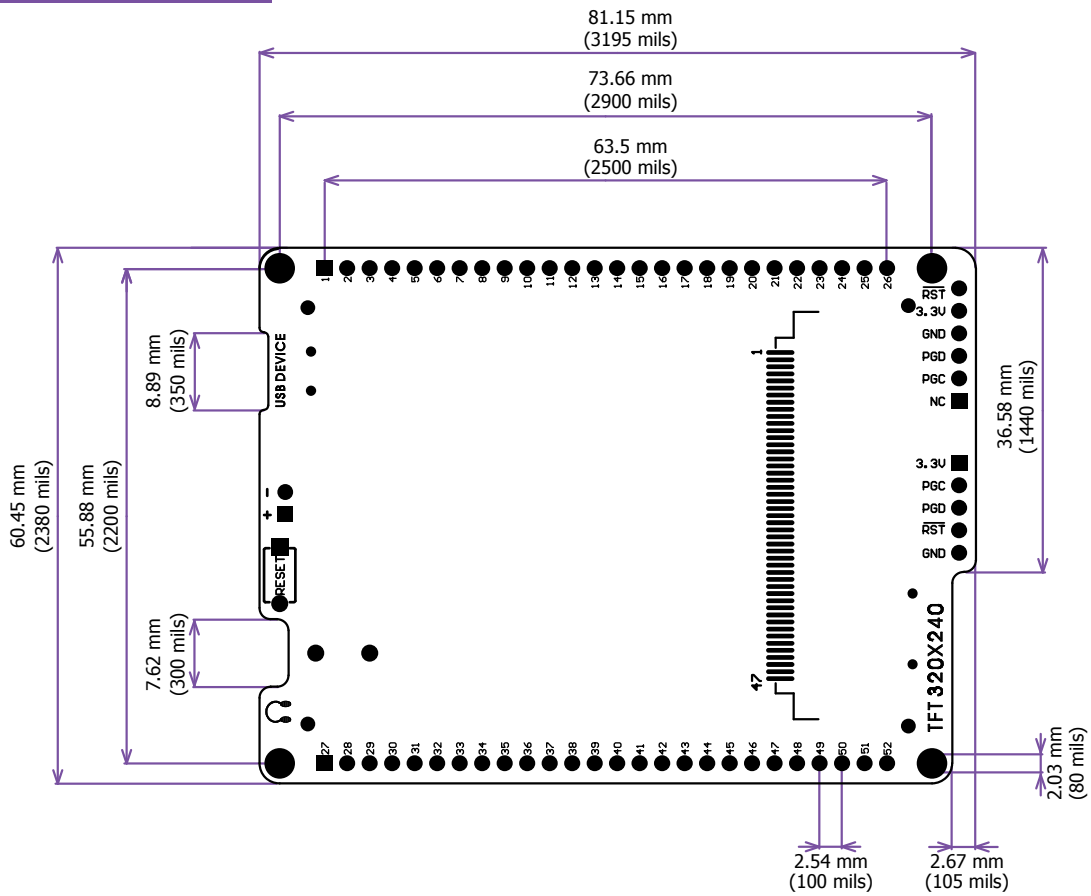 81.15 mm
(3195 mils)
73.66 mm
(2900 mils)
63.5 mm
(2500 mils)
1 2 3 4 5 6 7 8 9 10 11 12 13 14 15 16 17 18 19 20 21 22 23 24 25 26
RST
3.3V
GND
PGD
PGC
NC
3.3V
PGC
PGD
RST
GND
36.58 mm
(1440 mils)
60.45 mm
(2380 mils)
55.88 mm
(2200 mils)
8.89 mm
(350 mils)
USB DEVICE
-
+
RESET
7.62 mm
(300 mils)
1
47
TFT 320X240
27 28 29 30 31 32 33 34 35 36 37 38 39 40 41 42 43 44 45 46 47 48 49 50 51 52
2.03 mm
(80 mils)
2.54 mm
(100 mils)
2.67 mm
(105 mils)